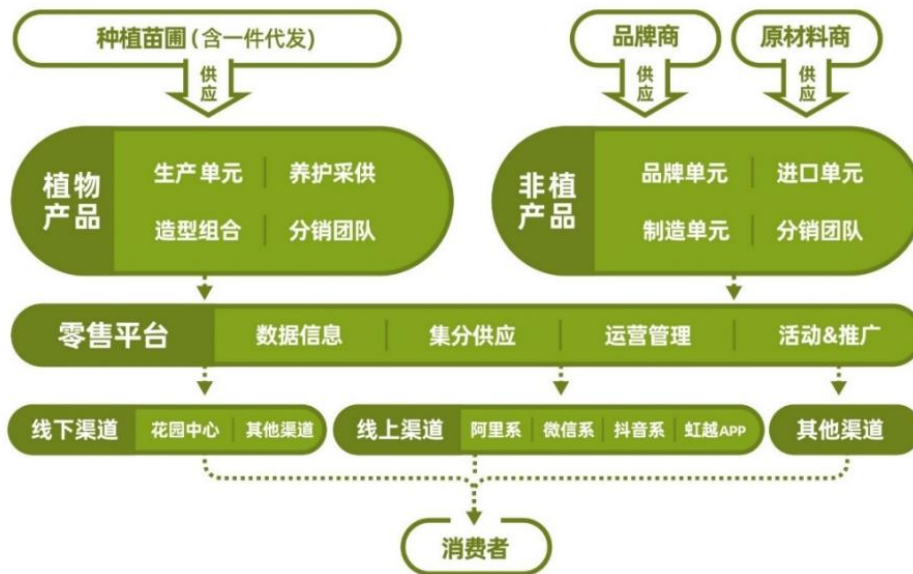 种植苗圃(含一件代发)
品牌商
原材料商
供应
供应
供应
植物产品
生产单元
养护采供
造型组合
分销团队
非植产品
品牌单元
进口单元
制造单元
分销团队
零售平台
数据信息
集分供应
运营管理
活动&推广
线下渠道
花园中心
其他渠道
线上渠道
阿里系
微信系
抖音系
虹越APP
其他渠道
消费者